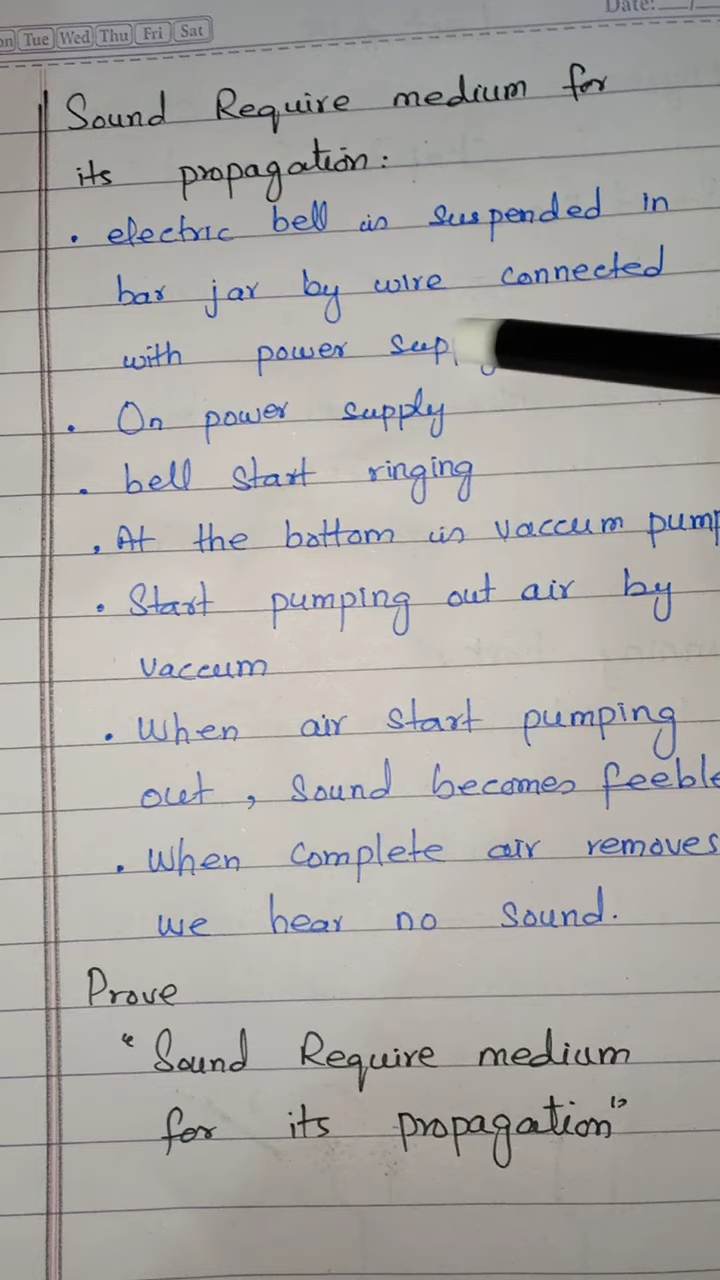 Date:
on Tue Wed Thu Fri Sat
Sound Require medium for
its propagation:
• electric bell is suspended in
bar jar by wire connected
with power
• On power supply
• bell start ringing
• At the bottom is vaccum pump
• Start pumping out air by
vaccum
• When air start pumping
out, sound becomes feeble
• When complete air removes
we hear no sound.
Prove
"Sound Require medium
for its propagation"